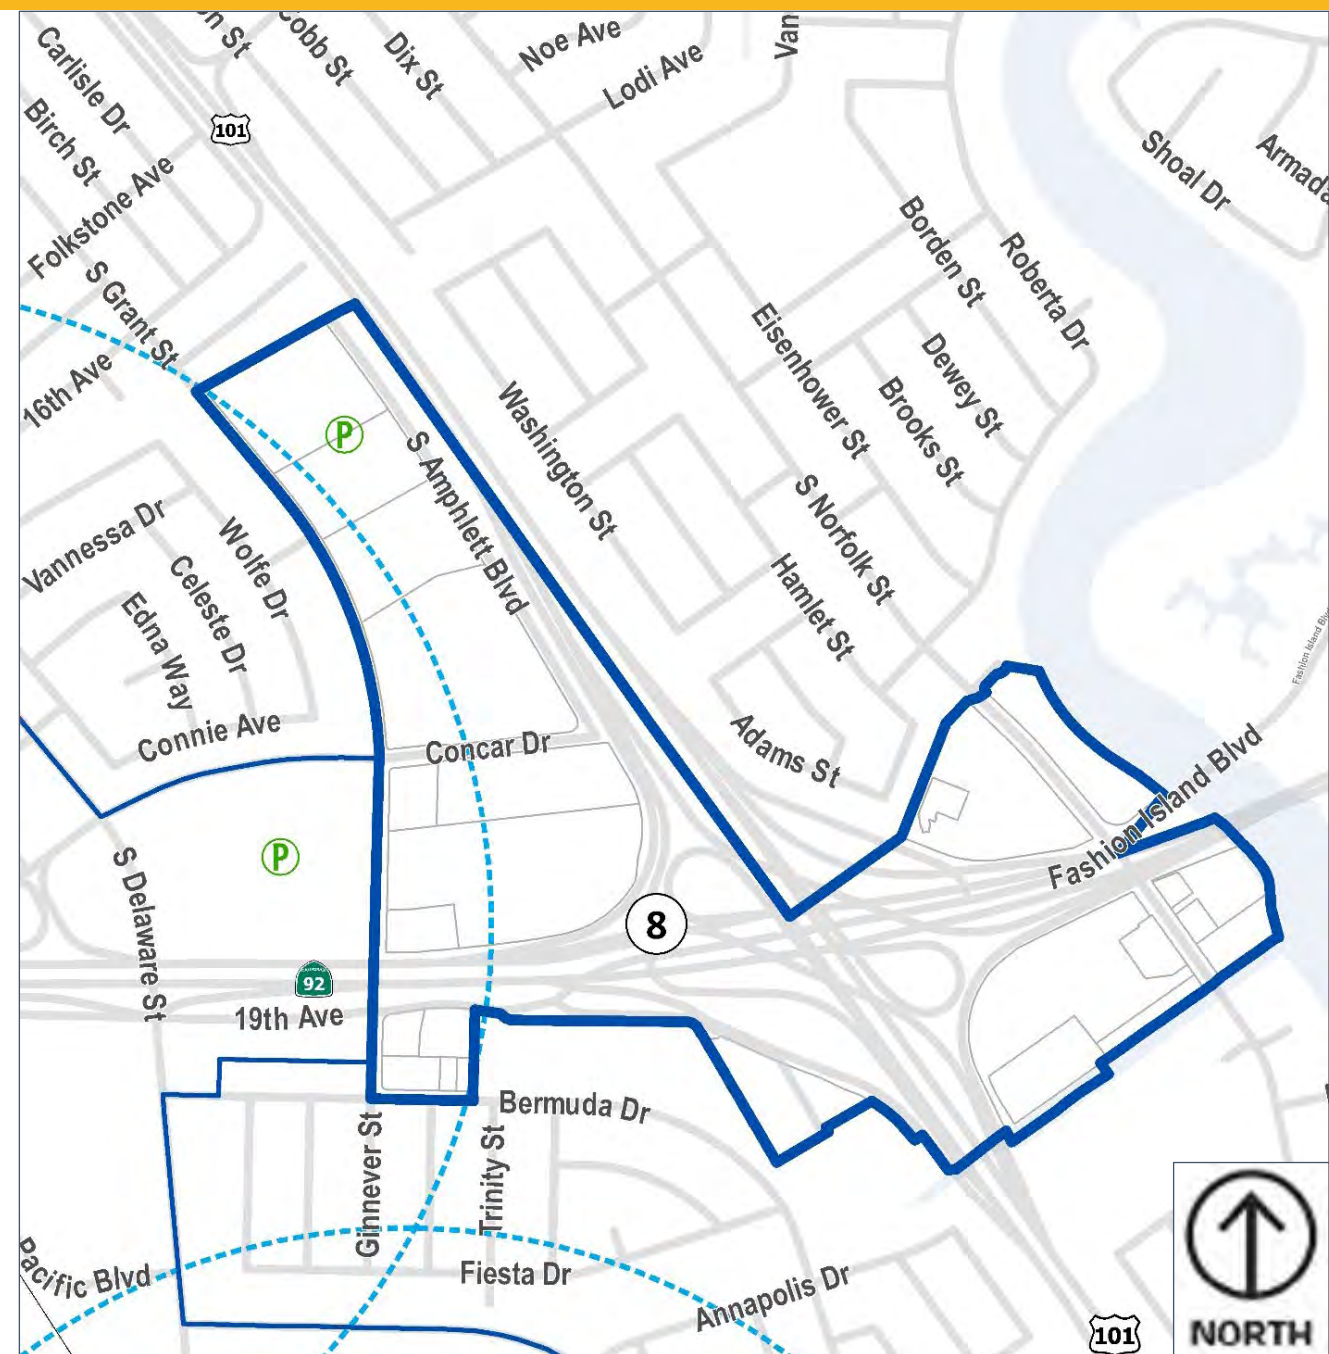 Cobb St
Dix St
Noe Ave
Lodi Ave
Van
Carlisle Dr
Birch St
101
Folkstone Ave
Shoal Dr
Armada
Borden St
Roberta Dr
S Grant St
16th Ave
Eisenhower St
Dewey St
Brooks St
P
Washington St
S Amphlett Blvd
S Norfolk St
Vannessa Dr
Wolfe Dr
Celeste Dr
Edna Way
Hamlet St
Fashion Island Blvd
Connie Ave
Concar Dr
Adams St
Fashion Island Blvd
P
S Delaware St
8
92
19th Ave
Bermuda Dr
Ginnever St
Trinity St
Pacific Blvd
Fiesta Dr
Annapolis Dr
101
NORTH